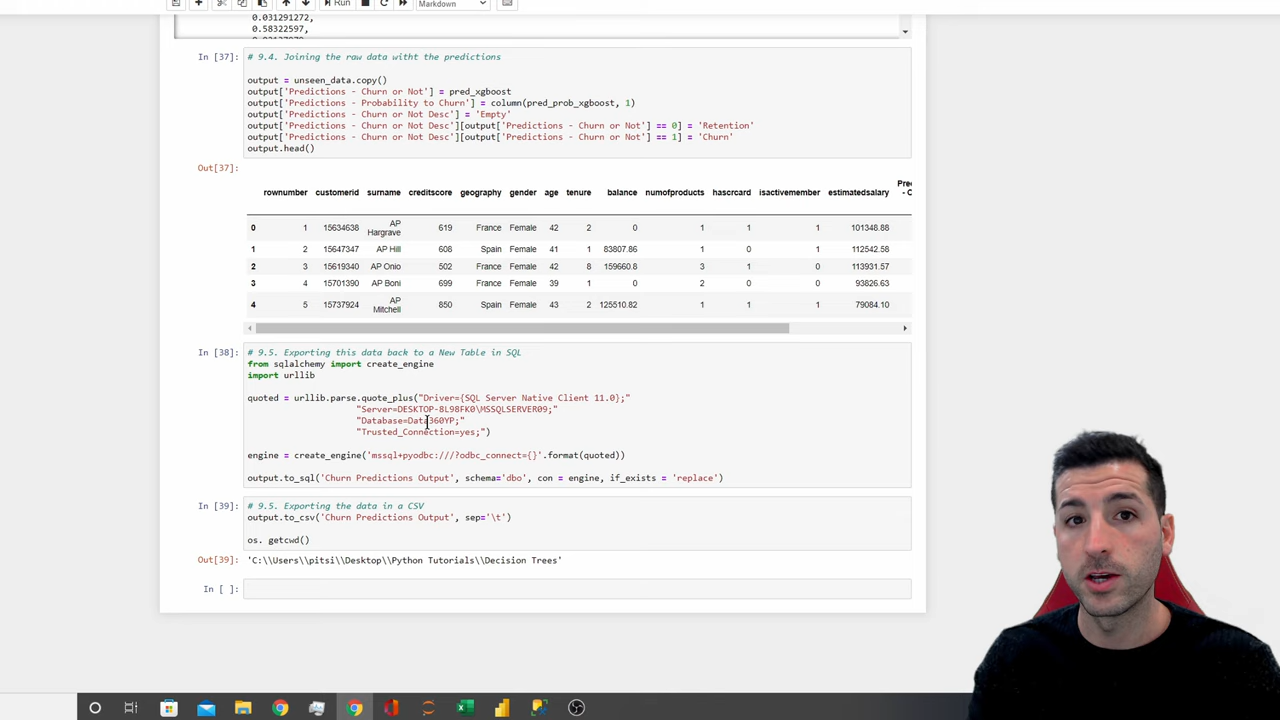 Run
Markdown
0.031291272,
0.58322597,
In [37]:
# 9.4. Joining the raw data witht the predictions
output = unseen_data.copy()
output['Predictions - Churn or Not'] = pred_xgboost
output['Predictions - Probability to Churn'] = column(pred_prob_xgboost, 1)
output['Predictions - Churn or Not Desc'] = 'Empty'
output['Predictions - Churn or Not Desc'][output['Predictions - Churn or Not'] == 0] = 'Retention'
output['Predictions - Churn or Not Desc'][output['Predictions - Churn or Not'] == 1] = 'Churn'
output.head()
Out[37]:
rownumber customerid surname creditscore geography gender age tenure balance numofproducts hascrcard isactivemember estimatedsalary
0 1 15634638 AP Hargrave 619 France Female 42 2 0 1 1 1 101348.88
1 2 15647347 AP Hill 608 Spain Female 41 1 83807.86 1 0 1 112542.58
2 3 15619340 AP Onio 502 France Female 42 8 159660.8 3 1 0 113931.57
3 4 15701390 AP Boni 699 France Female 39 1 0 2 0 0 93826.63
4 5 15737924 AP Mitchell 850 Spain Female 43 2 125510.82 1 1 1 79084.10
In [38]:
# 9.5. Exporting this data back to a New Table in SQL
from sqlalchemy import create_engine
import urllib
quoted = urllib.parse.quote_plus("Driver={SQL Server Native Client 11.0};"
"Server=DESKTOP-8L98FK0\MSSQLSERVER09;"
"Database=Data360YP;"
"Trusted_Connection=yes;")
engine = create_engine('mssql+pyodbc:///?odbc_connect={}'.format(quoted))
output.to_sql('Churn Predictions Output', schema='dbo', con = engine, if_exists = 'replace')
In [39]:
# 9.5. Exporting the data in a CSV
output.to_csv('Churn Predictions Output', sep='\t')
os. getcwd()
Out[39]:
'C:\\Users\\pitsi\\Desktop\\Python Tutorials\\Decision Trees'
In [ ]: